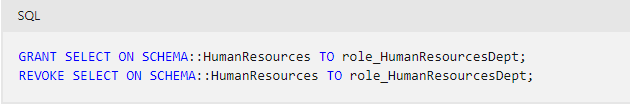 SQL
GRANT SELECT ON SCHEMA::HumanResources TO role_HumanResourcesDept;
REVOKE SELECT ON SCHEMA::HumanResources TO role_HumanResourcesDept;